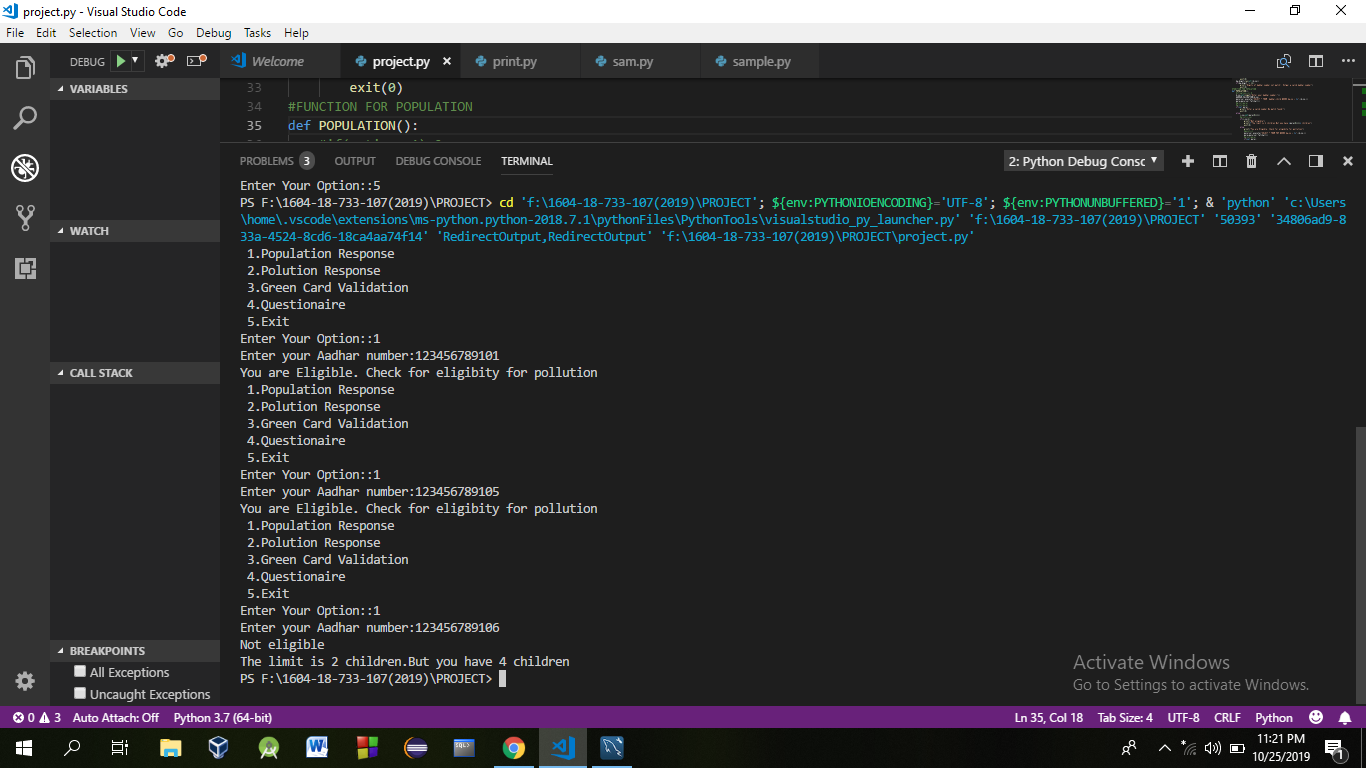 project.py - Visual Studio Code
File Edit Selection View Go Debug Tasks Help
DEBUG
Welcome
project.py
print.py
sam.py
sample.py
VARIABLES
WATCH
CALL STACK
BREAKPOINTS
All Exceptions
Uncaught Exceptions
33 exit(0)
34 #FUNCTION FOR POPULATION
35 def POPULATION():
PROBLEMS 3 OUTPUT DEBUG CONSOLE TERMINAL
2: Python Debug Consc
Enter Your Option::5
PS F:\1604-18-733-107(2019)\PROJECT> cd 'f:\1604-18-733-107(2019)\PROJECT'; ${env:PYTHONIOENCODING}='UTF-8'; ${env:PYTHONUNBUFFERED}='1'; & 'python' 'c:\Users
\home\.vscode\extensions\ms-python.python-2018.7.1\pythonFiles\PythonTools\visualstudio_py_launcher.py' 'f:\1604-18-733-107(2019)\PROJECT' '50393' '34806ad9-8
33a-4524-8cd6-18ca4aa74f14' 'RedirectOutput,RedirectOutput' 'f:\1604-18-733-107(2019)\PROJECT\project.py'
1.Population Response
2.Polution Response
3.Green Card Validation
4.Questionaire
5.Exit
Enter Your Option::1
Enter your Aadhar number:123456789101
You are Eligible. Check for eligibity for pollution
1.Population Response
2.Polution Response
3.Green Card Validation
4.Questionaire
5.Exit
Enter Your Option::1
Enter your Aadhar number:123456789105
You are Eligible. Check for eligibity for pollution
1.Population Response
2.Polution Response
3.Green Card Validation
4.Questionaire
5.Exit
Enter Your Option::1
Enter your Aadhar number:123456789106
Not eligible
The limit is 2 children.But you have 4 children
PS F:\1604-18-733-107(2019)\PROJECT>
Activate Windows
Go to Settings to activate Windows.
0 3 Auto Attach: Off Python 3.7 (64-bit)
Ln 35, Col 18 Tab Size: 4 UTF-8 CRLF Python
11:21 PM
10/25/2019
1